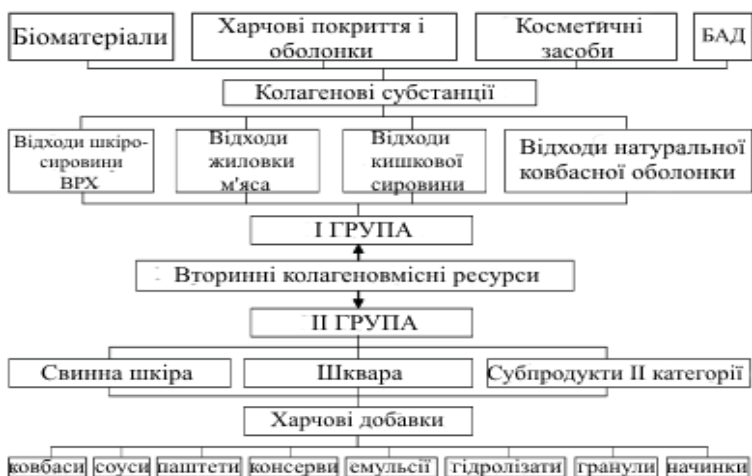 Біоматеріали
Харчові покриття і
оболонки
Косметичні
засоби
БАД
Колагенові субстанції
Відходи шкіро-
сировини
ВРХ
Відходи
жиловки
м'яса
Відходи
кишкової
сировини
Відходи натуральної
ковбасної оболонки
І ГРУПА
Вторинні колагеновмісні ресурси
ІІ ГРУПА
Свинна шкіра
Шквара
Субпродукти ІІ категорії
Харчові добавки
ковбаси
соуси
паштети
консерви
емульсії
гідролізати
гранули
начинки